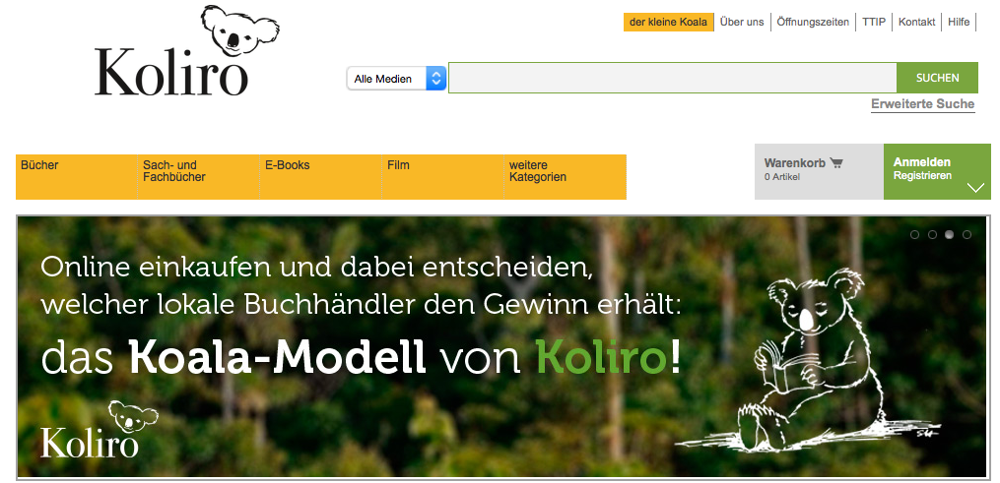 Koliro
der kleine Koala
Über uns
Öffnungszeiten
TTIP
Kontakt
Hilfe
Alle Medien
SUCHEN
Erweiterte Suche
Bücher
Sach- und
Fachbücher
E-Books
Film
weitere
Kategorien
Warenkorb
0 Artikel
Anmelden
Registrieren
Online einkaufen und dabei entscheiden,
welcher lokale Buchhändler den Gewinn erhält:
das Koala-Modell von Koliro!
Koliro